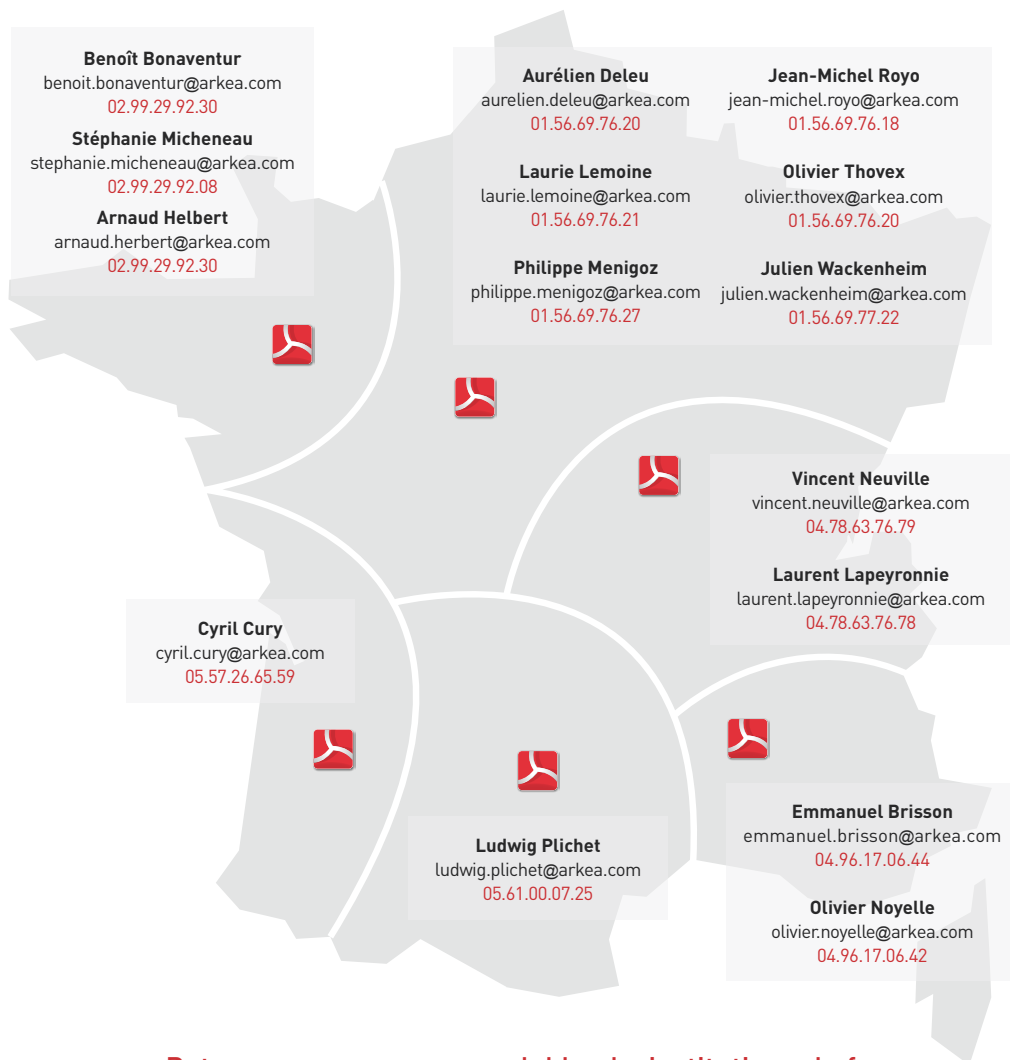 Benoît Bonaventur
benoit.bonaventur@arkea.com
02.99.29.92.30
Stéphanie Micheneau
stephanie.micheneau@arkea.com
02.99.29.92.08
Arnaud Helbert
arnaud.herbert@arkea.com
02.99.29.92.30
Aurélien Deleu
aurelien.deleu@arkea.com
01.56.69.76.20
Jean-Michel Royo
jean-michel.royo@arkea.com
01.56.69.76.18
Laurie Lemoine
laurie.lemoine@arkea.com
01.56.69.76.21
Olivier Thovex
olivier.thovex@arkea.com
01.56.69.76.20
Philippe Menigoz
philippe.menigoz@arkea.com
01.56.69.76.27
Julien Wackenheim
julien.wackenheim@arkea.com
01.56.69.77.22
Vincent Neuville
vincent.neuville@arkea.com
04.78.63.76.79
Laurent Lapeyronnie
laurent.lapeyronnie@arkea.com
04.78.63.76.78
Cyril Cury
cyril.cury@arkea.com
05.57.26.65.59
Ludwig Plichet
ludwig.plichet@arkea.com
05.61.00.07.25
Emmanuel Brisson
emmanuel.brisson@arkea.com
04.96.17.06.44
Olivier Noyelle
olivier.noyelle@arkea.com
04.96.17.06.42